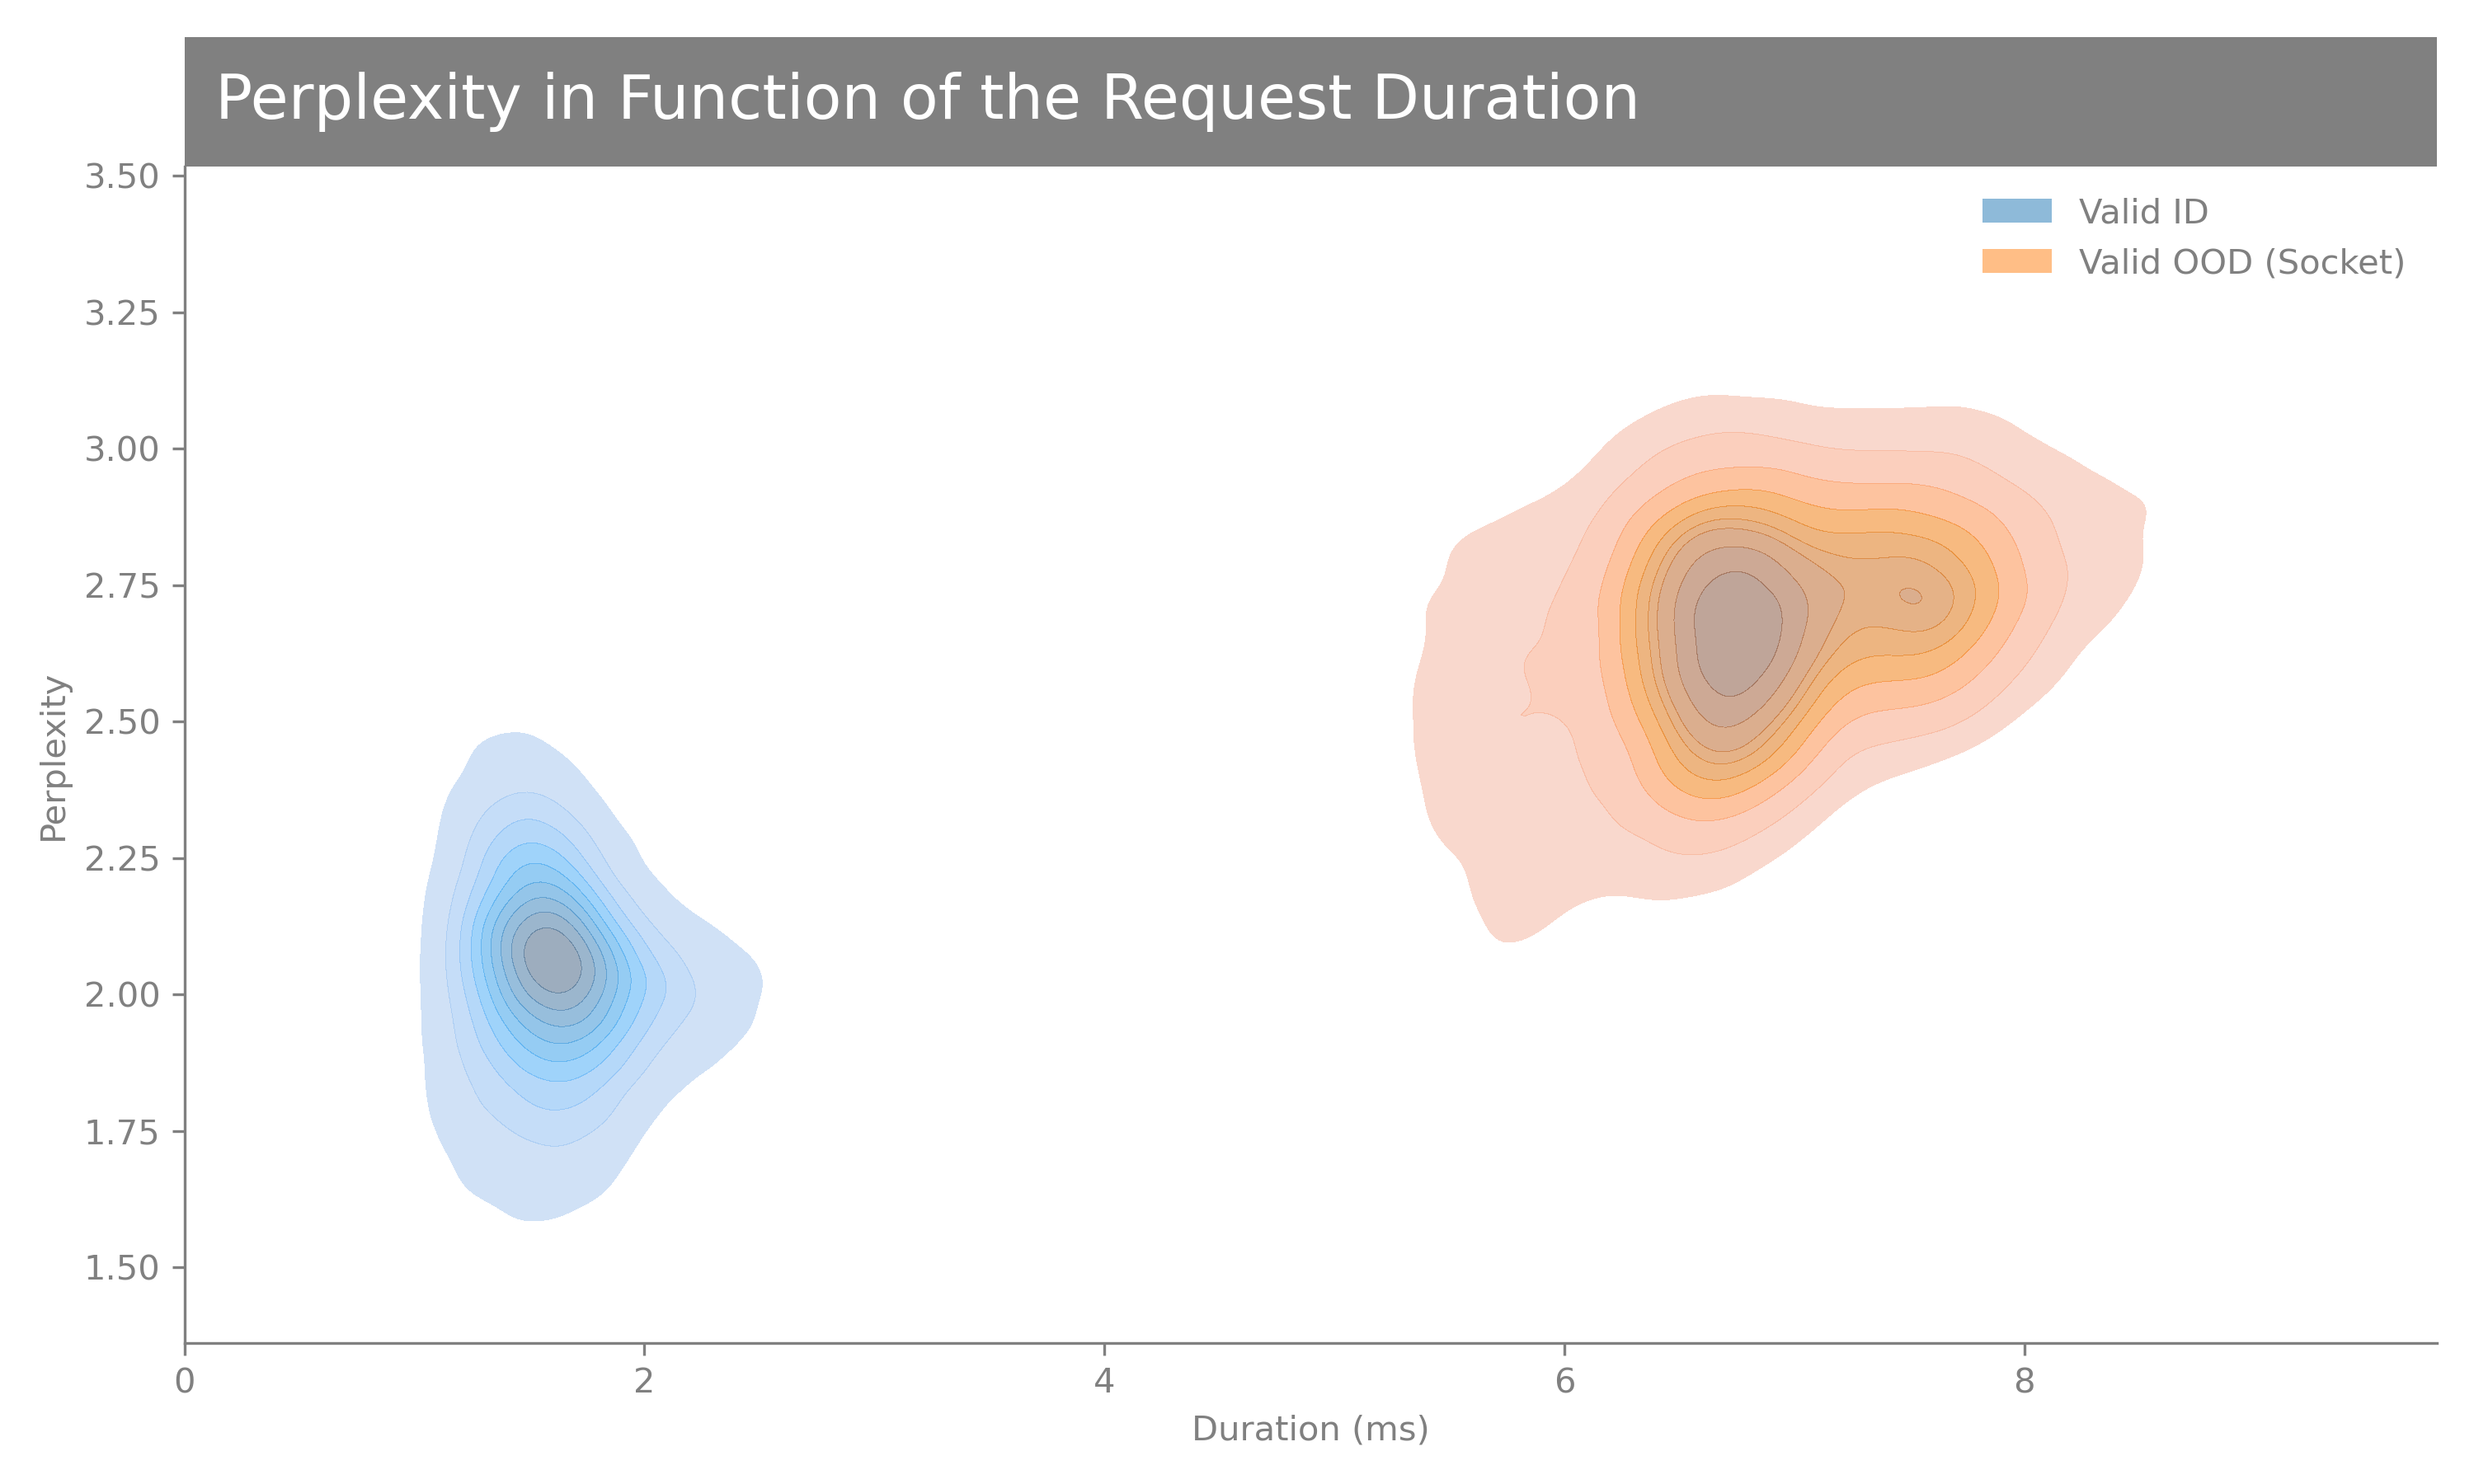 Perplexity in Function of the Request Duration
Valid ID
Valid OOD (Socket)
3.50
3.25
3.00
2.75
2.50
2.25
2.00
1.75
1.50
Perplexity
0 2 4 6 8
Duration (ms)